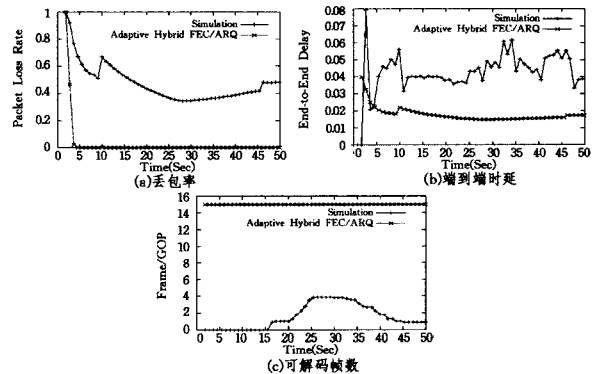 Packet Loss Rate
1
0.8
0.6
0.4
0.2
0
Simulation
Adaptive Hybrid FEC/ARQ
0 5 10 15 20 25 30 35 40 45 50
Time(Sec)
(a)丢包率
End-to-End Delay
0.08
0.07
0.06
0.05
0.04
0.03
0.02
0.01
0
Simulation
Adaptive Hybrid FEC/ARQ
0 5 10 15 20 25 30 35 40 45 50
Time(Sec)
(b)端到端时延
Frame/GOP
16
14
12
10
8
6
4
2
0
Simulation
Adaptive Hybrid FEC/ARQ
0 5 10 15 20 25 30 35 40 45 50
Time(Sec)
(c)可解码帧数